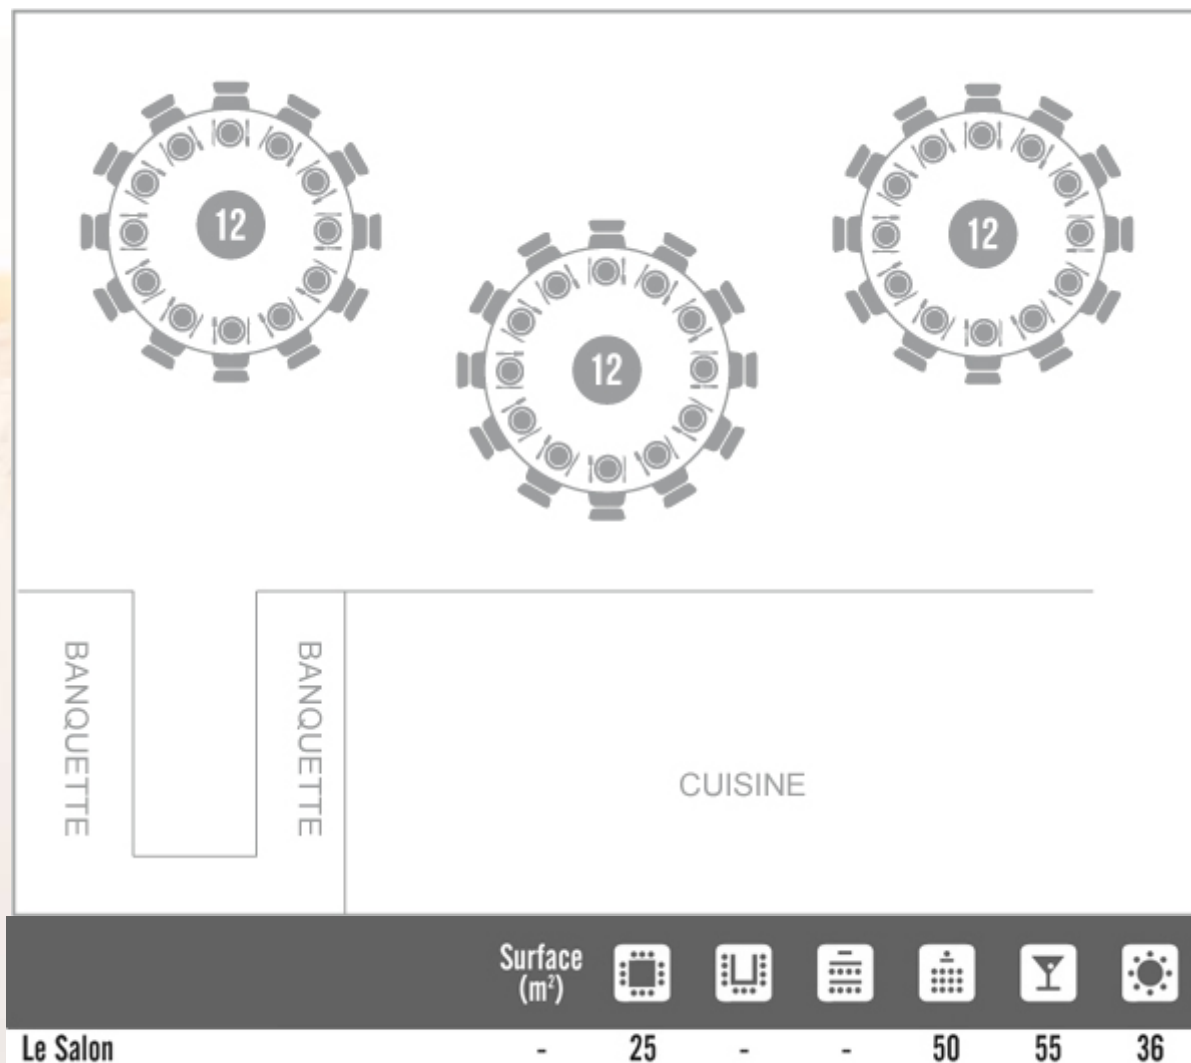 12
12
12
BANQUETTE
BANQUETTE
CUISINE
Surface
(m²)
Le Salon - 25 - - 50 55 36